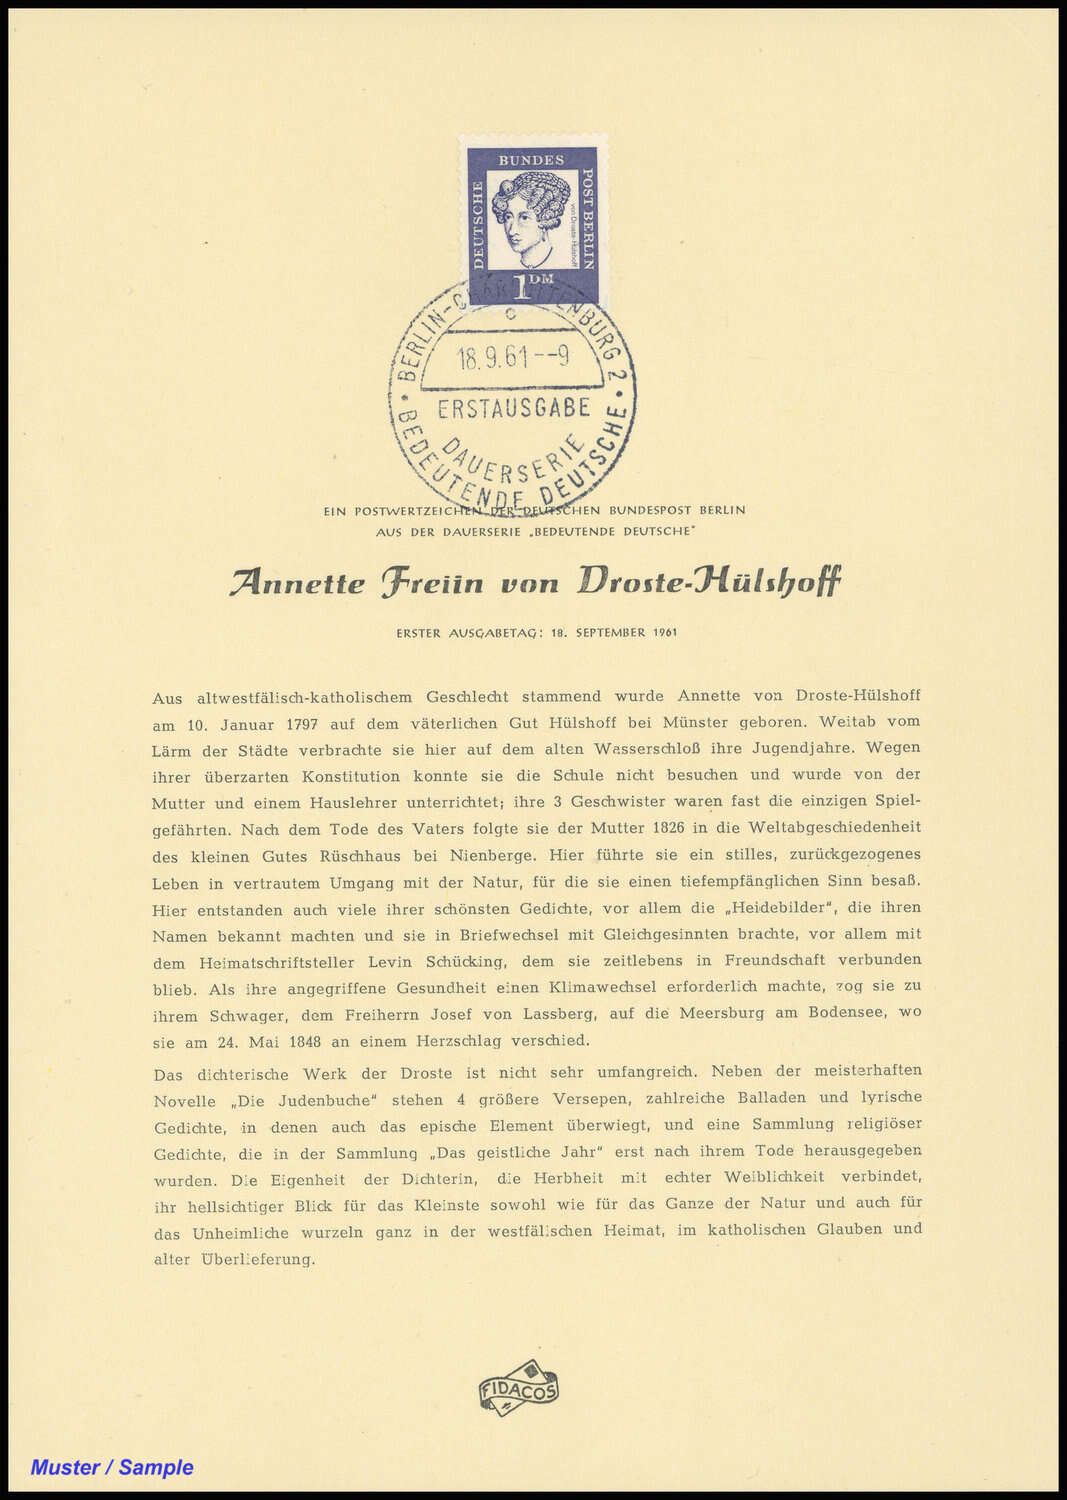 BUNDES
DEUTSCHE
POST BERLIN
von Droste-Hülshoff
1 DM
BERLIN-CHARLOTTENBURG 2
c
18.9.61--9
ERSTAUSGABE
DAUERSERIE
BEDEUTENDE DEUTSCHE
EIN POSTWERTZEICHEN DER DEUTSCHEN BUNDESPOST BERLIN
AUS DER DAUERSERIE „BEDEUTENDE DEUTSCHE"
Annette Freiin von Droste-Hülshoff
ERSTER AUSGABETAG: 18. SEPTEMBER 1961
Aus altwestfälisch-katholischem Geschlecht stammend wurde Annette von Droste-Hülshoff
am 10. Januar 1797 auf dem väterlichen Gut Hülshoff bei Münster geboren. Weitab vom
Lärm der Städte verbrachte sie hier auf dem alten Wasserschloß ihre Jugendjahre. Wegen
ihrer überzarten Konstitution konnte sie die Schule nicht besuchen und wurde von der
Mutter und einem Hauslehrer unterrichtet; ihre 3 Geschwister waren fast die einzigen Spiel-
gefährten. Nach dem Tode des Vaters folgte sie der Mutter 1826 in die Weltabgeschiedenheit
des kleinen Gutes Rüschhaus bei Nienberge. Hier führte sie ein stilles, zurückgezogenes
Leben in vertrautem Umgang mit der Natur, für die sie einen tiefempfänglichen Sinn besaß.
Hier entstanden auch viele ihrer schönsten Gedichte, vor allem die „Heidebilder", die ihren
Namen bekannt machten und sie in Briefwechsel mit Gleichgesinnten brachte, vor allem mit
dem Heimatschriftsteller Levin Schücking, dem sie zeitlebens in Freundschaft verbunden
blieb. Als ihre angegriffene Gesundheit einen Klimawechsel erforderlich machte, zog sie zu
ihrem Schwager, dem Freiherrn Josef von Lassberg, auf die Meersburg am Bodensee, wo
sie am 24. Mai 1848 an einem Herzschlag verschied.
Das dichterische Werk der Droste ist nicht sehr umfangreich. Neben der meisterhaften
Novelle „Die Judenbuche" stehen 4 größere Versepen, zahlreiche Balladen und lyrische
Gedichte, in denen auch das epische Element überwiegt, und eine Sammlung religiöser
Gedichte, die in der Sammlung „Das geistliche Jahr" erst nach ihrem Tode herausgegeben
wurden. Die Eigenheit der Dichterin, die Herbheit mit echter Weiblichkeit verbindet,
ihr hellsichtiger Blick für das Kleinste sowohl wie für das Ganze der Natur und auch für
das Unheimliche wurzeln ganz in der westfälischen Heimat, im katholischen Glauben und
alter Überlieferung.
FIDACOS
Muster / Sample